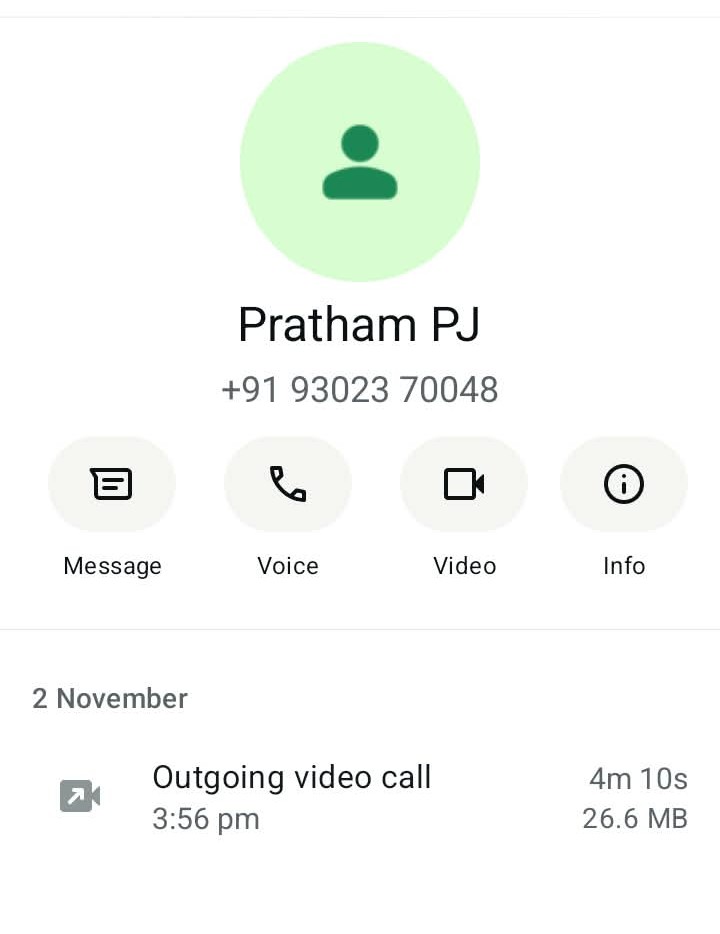 Pratham PJ
+91 93023 70048
Message Voice Video Info
2 November
Outgoing video call 4m 10s
3:56 pm 26.6 MB